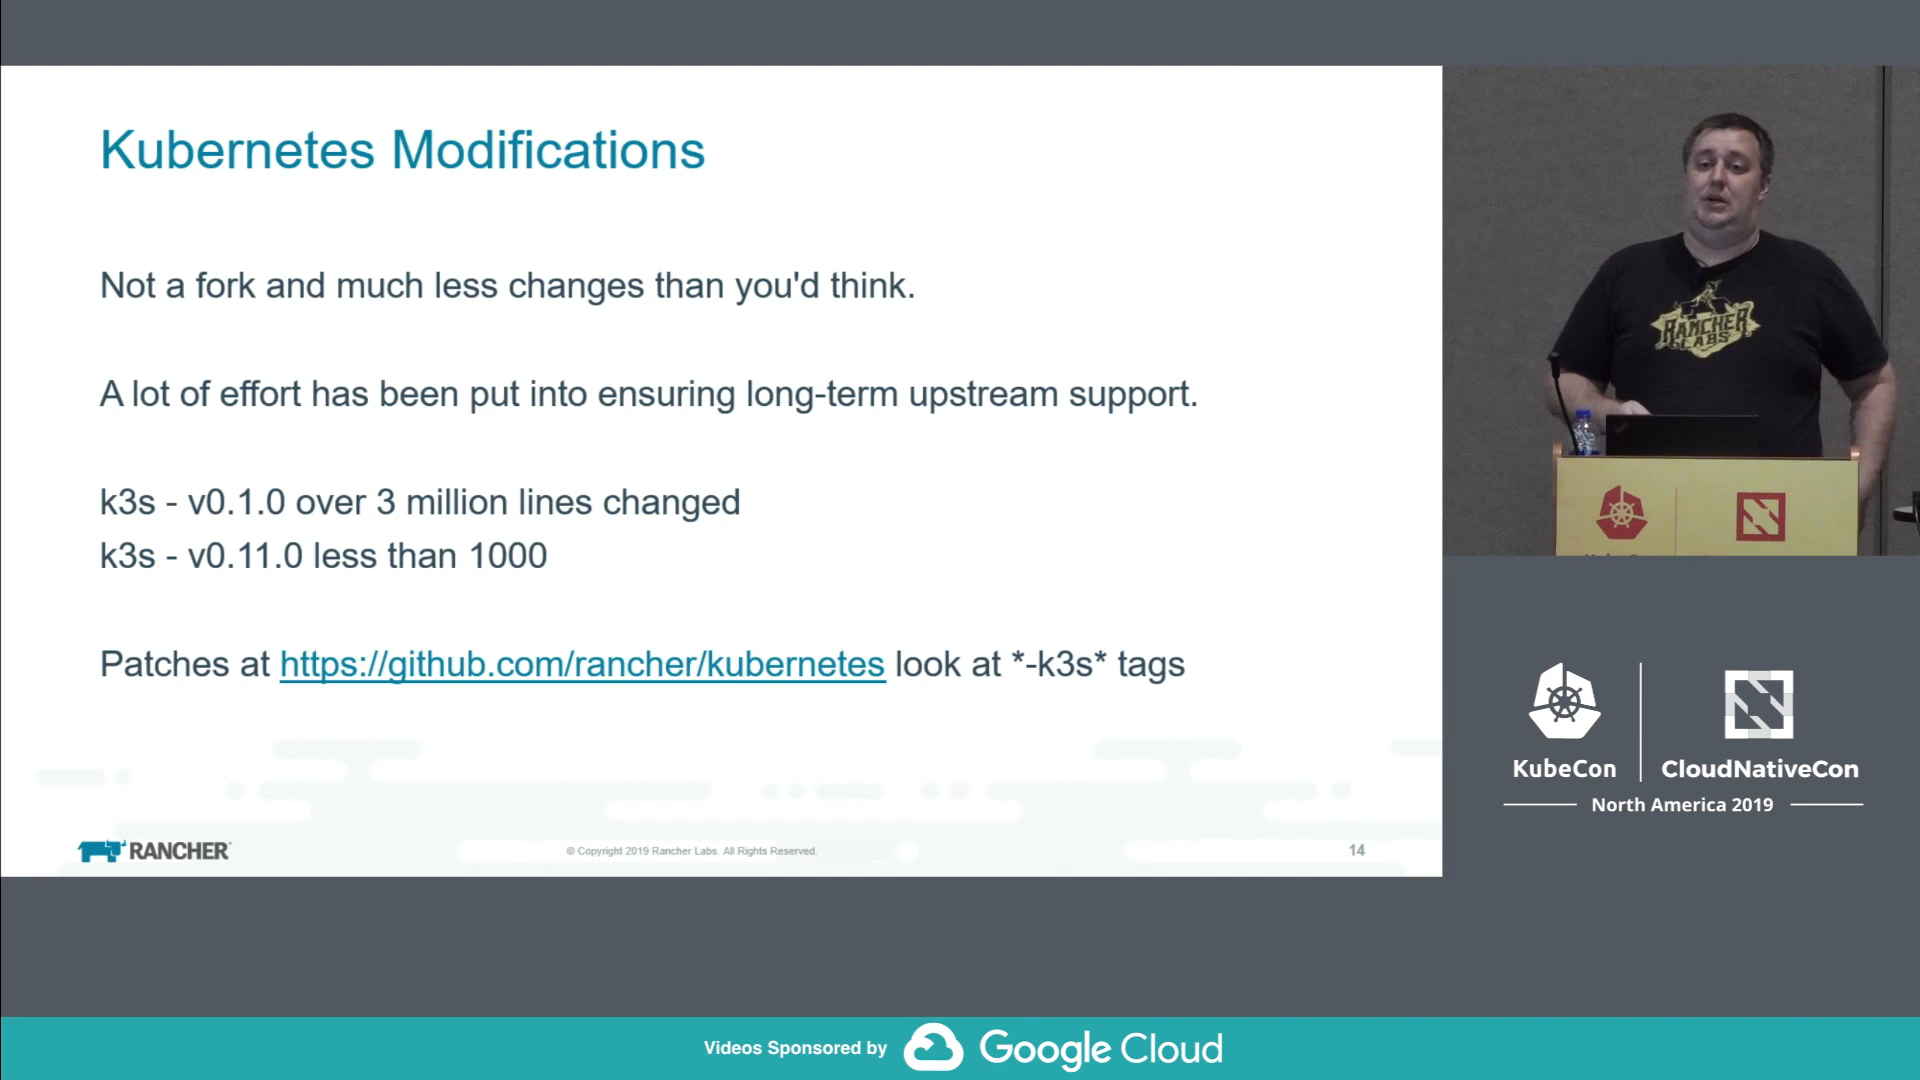 Kubernetes Modifications
Not a fork and much less changes than you'd think.
A lot of effort has been put into ensuring long-term upstream support.
k3s - v0.1.0 over 3 million lines changed
k3s - v0.11.0 less than 1000
Patches at https://github.com/rancher/kubernetes look at *-k3s* tags
RANCHER
© Copyright 2019 Rancher Labs. All Rights Reserved.
14
RANCHER
LABS
KubeCon
CloudNativeCon
North America 2019
Videos Sponsored by Google Cloud